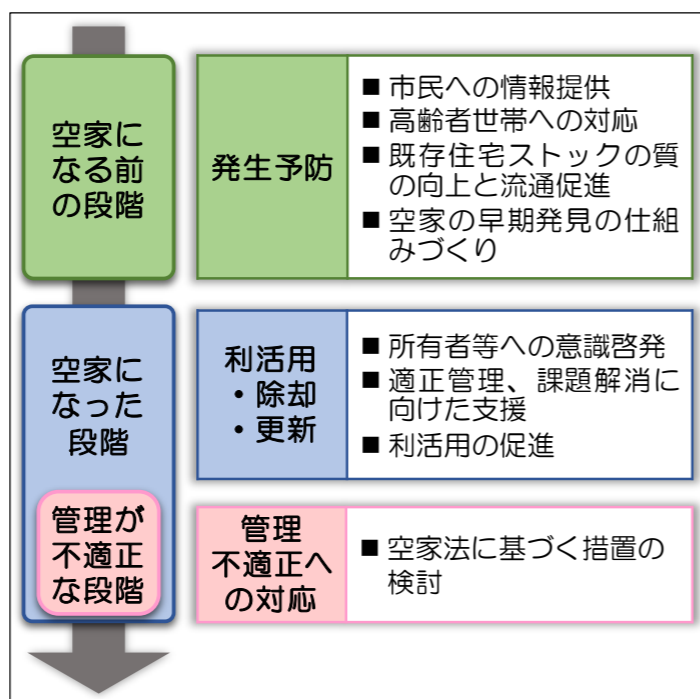 空家に
なる前
の段階
発生予防
■ 市民への情報提供
■ 高齢者世帯への対応
■ 既存住宅ストックの質
の向上と流通促進
■ 空家の早期発見の仕組
みづくり
空家に
なった
段階
利活用
・除却
・更新
■ 所有者等への意識啓発
■ 適正管理、課題解消に
向けた支援
■ 利活用の促進
管理が
不適正
な段階
管理
不適正へ
の対応
■ 空家法に基づく措置の
検討